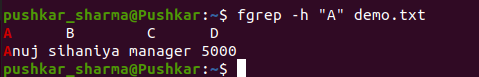 pushkar_sharma@Pushkar:~$ fgrep -h "A" demo.txt
A B C D
Anuj sihaniya manager 5000
pushkar_sharma@Pushkar:~$